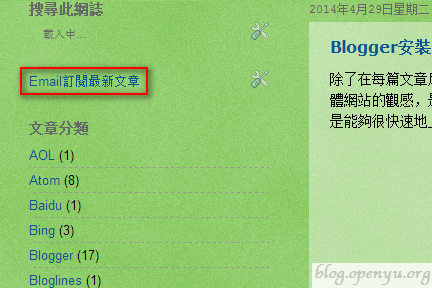 搜尋此網誌
載入中...
Email訂閱最新文章
文章分類
AOL (1)
Atom (8)
Baidu (1)
Bing (3)
Blogger (17)
Bloglines (1)
2014年4月29日星期二
Blogger安裝
除了在每篇文章
體網站的觀感，
是能夠很快速地
blog.openyu.org